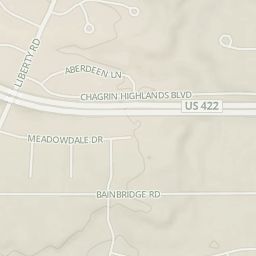 LIBERTY RD
ABERDEEN LN
CHAGRIN HIGHLANDS BLVD
US 422
MEADOWDALE DR
BAINBRIDGE RD